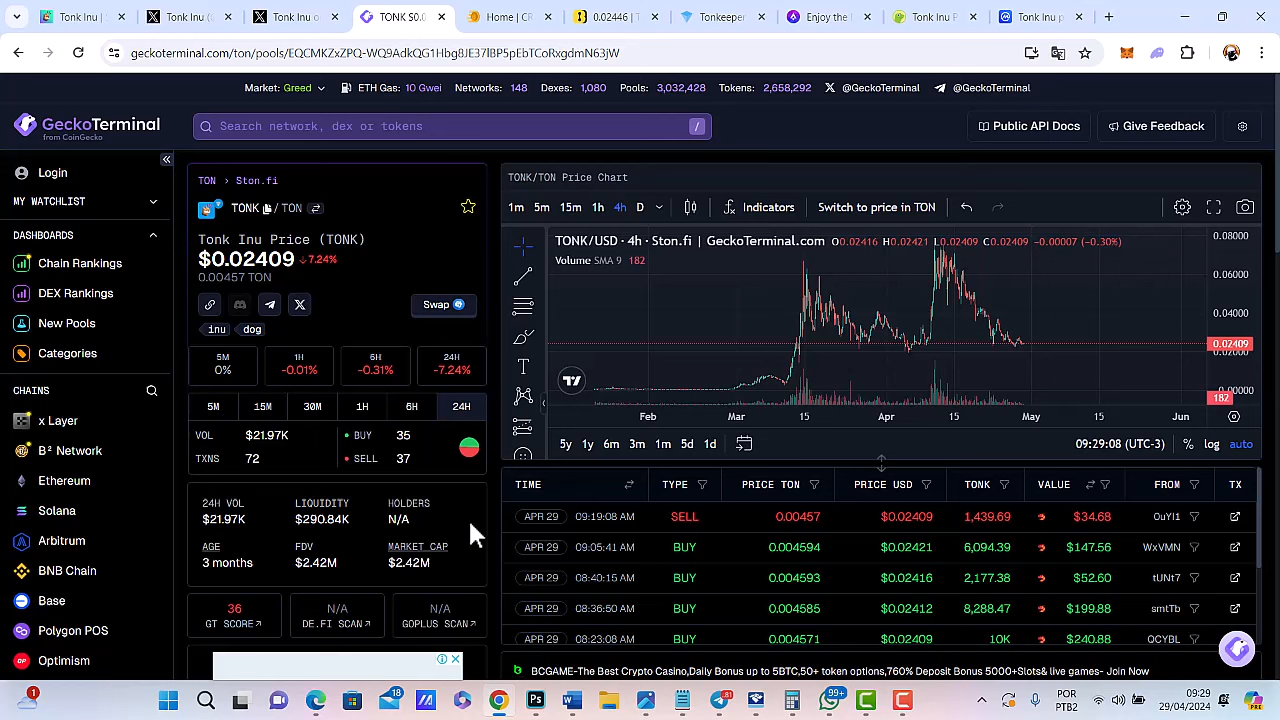 Tonk Inu
Tonk Inu (
Tonk Inu o
TONK $0.0
Home | CR
0.02446 | T
Tonkeepe
Enjoy the
Tonk Inu P
Tonk Inu p
geckoterminal.com/ton/pools/EQCMKZxZPQ-WQ9AdkQG1Hbg8JE37lBP5pEbTCoRxgdmN63jW
Market: Greed ETH Gas: 10 Gwei Networks: 148 Dexes: 1,080 Pools: 3,032,428 Tokens: 2,658,292 @GeckoTerminal @GeckoTerminal
GeckoTerminal
from CoinGecko
Search network, dex or tokens /
Public API Docs
Give Feedback
Login
MY WATCHLIST
DASHBOARDS
Chain Rankings
DEX Rankings
New Pools
Categories
CHAINS
x Layer
B² Network
Ethereum
Solana
Arbitrum
BNB Chain
Base
Polygon POS
Optimism
TON > Ston.fi
TONK / TON
Tonk Inu Price (TONK)
$0.02409 ↓7.24%
0.00457 TON
Swap
inu dog
5M 1H 6H 24H
0% -0.01% -0.31% -7.24%
5M 15M 30M 1H 6H 24H
VOL $21.97K BUY 35
TXNS 72 SELL 37
24H VOL LIQUIDITY HOLDERS
$21.97K $290.84K N/A
AGE FDV MARKET CAP
3 months $2.42M $2.42M
36 N/A N/A
GT SCORE↗ DE.FI SCAN↗ GOPLUS SCAN↗
TONK/TON Price Chart
1m 5m 15m 1h 4h D Indicators Switch to price in TON
TONK/USD · 4h · Ston.fi | GeckoTerminal.com O0.02416 H0.02421 L0.02409 C0.02409 -0.00007 (-0.30%)
Volume SMA 9 182
0.08000
0.06000
0.04000
0.02409
0.02000
0.00000
182
Feb Mar 15 Apr 15 May 15 Jun
5y 1y 6m 3m 1m 5d 1d 09:29:08 (UTC-3) % log auto
TIME TYPE PRICE TON PRICE USD TONK VALUE FROM TX
APR 29 09:19:08 AM SELL 0.00457 $0.02409 1,439.69 $34.68 OuYI1
APR 29 09:05:41 AM BUY 0.004594 $0.02421 6,094.39 $147.56 WxVMN
APR 29 08:40:15 AM BUY 0.004593 $0.02416 2,177.38 $52.60 tUNt7
APR 29 08:36:50 AM BUY 0.004585 $0.02412 8,288.47 $199.88 smtTb
APR 29 08:23:08 AM BUY 0.004571 $0.02409 10K $240.88 OCYBL
BCGAME-The Best Crypto Casino,Daily Bonus up to 5BTC,50+ token options,760% Deposit Bonus 5000+Slots& live games- Join Now
1
18
81
99+
POR
PTB2
09:29
29/04/2024
PRE